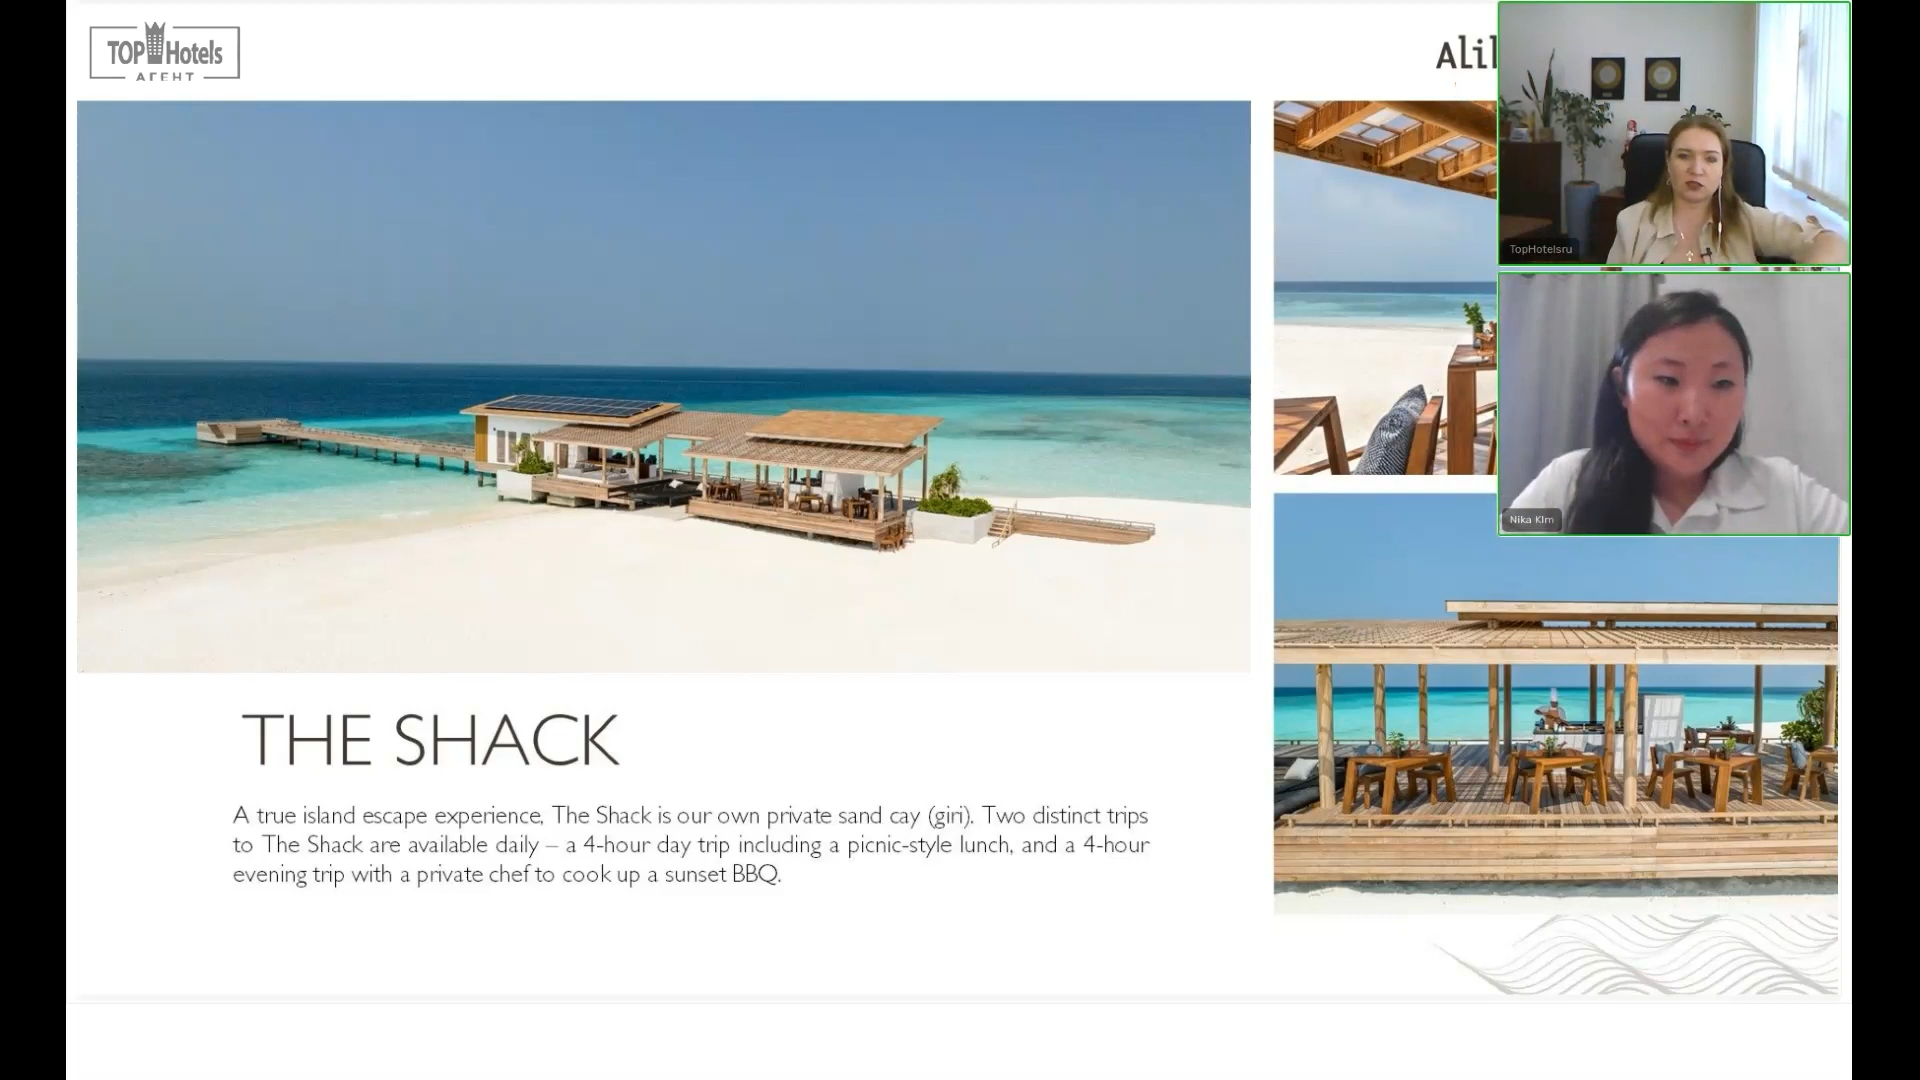 TOP Hotels
АГЕНТ
TopHotelsru
Nika KIm
THE SHACK
A true island escape experience, The Shack is our own private sand cay (giri). Two distinct trips
to The Shack are available daily – a 4-hour day trip including a picnic-style lunch, and a 4-hour
evening trip with a private chef to cook up a sunset BBQ.